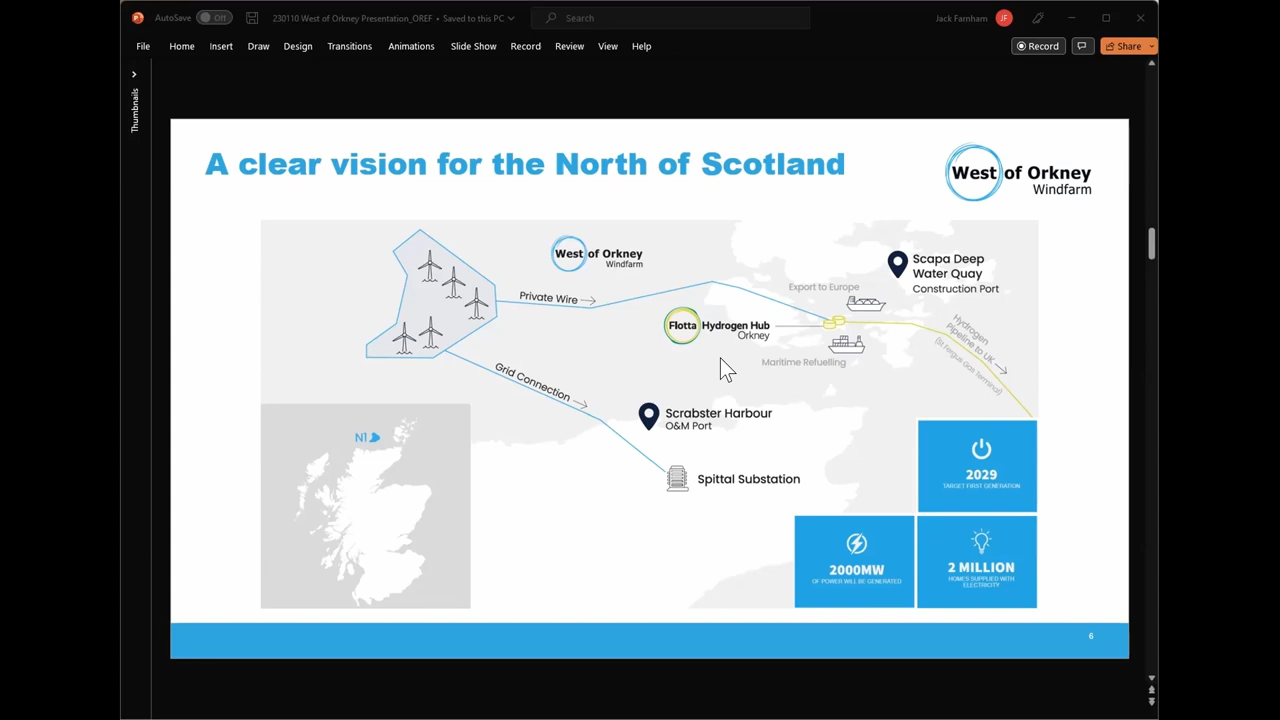 AutoSave Off 230110 West of Orkney Presentation_OREF • Saved to this PC Search Jack Farnham JF
File Home Insert Draw Design Transitions Animations Slide Show Record Review View Help Record Share
Thumbnails
A clear vision for the North of Scotland
West of Orkney
Windfarm
West of Orkney
Windfarm
Scapa Deep
Water Quay
Construction Port
Private Wire
Export to Europe
Flotta Hydrogen Hub
Orkney
Maritime Refuelling
Hydrogen
Pipeline to UK
(St Fergus Gas Terminal)
Grid Connection
Scrabster Harbour
O&M Port
N1
Spittal Substation
2029
TARGET FIRST GENERATION
2000MW
OF POWER WILL BE GENERATED
2 MILLION
HOMES SUPPLIED WITH
ELECTRICITY
6